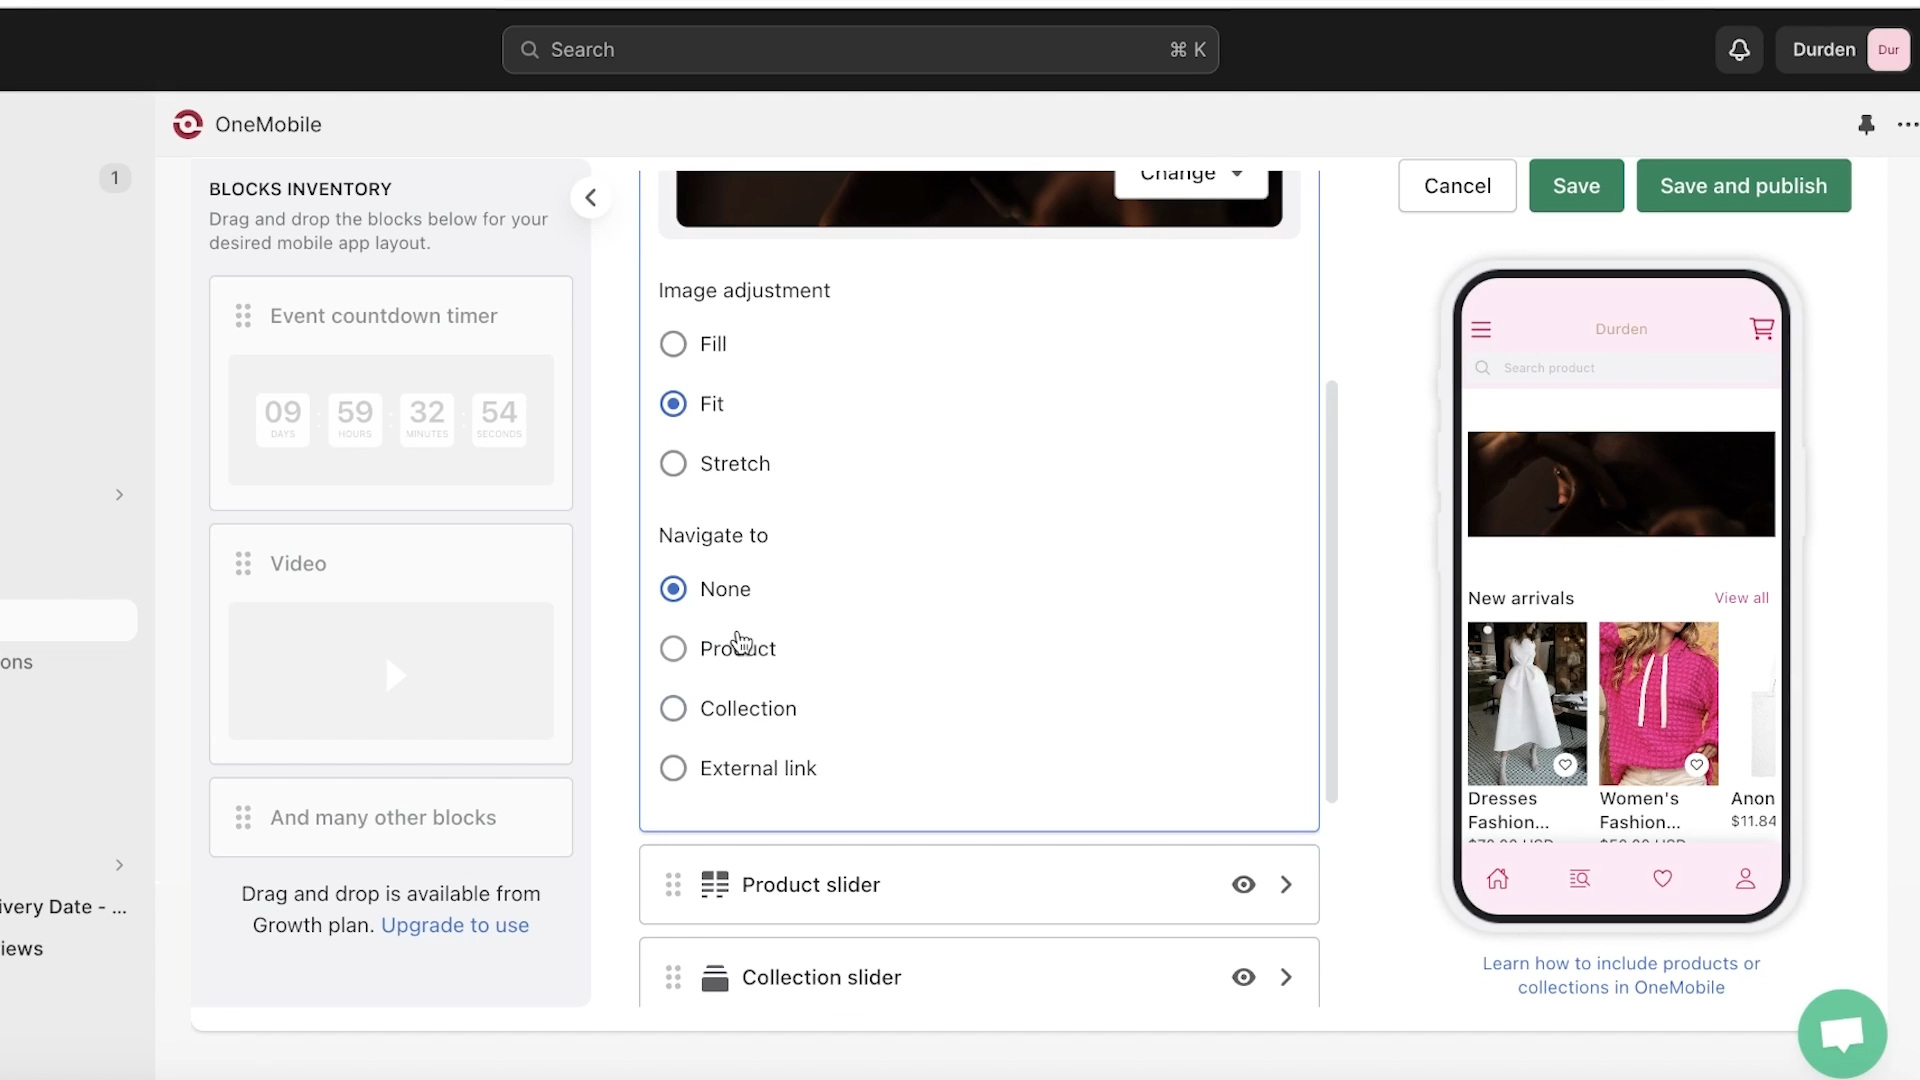 Search
⌘ K
Durden
Dur
OneMobile
1
BLOCKS INVENTORY
Drag and drop the blocks below for your
desired mobile app layout.
Event countdown timer
09 : 59 : 32 : 54
DAYS HOURS MINUTES SECONDS
Video
And many other blocks
Drag and drop is available from
Growth plan. Upgrade to use
ons
ivery Date - ...
iews
Change
Image adjustment
Fill
Fit
Stretch
Navigate to
None
Product
Collection
External link
Product slider
Collection slider
Cancel
Save
Save and publish
Durden
Search product
New arrivals
View all
Dresses
Fashion...
Women's
Fashion...
Anon
$11.84
Learn how to include products or
collections in OneMobile